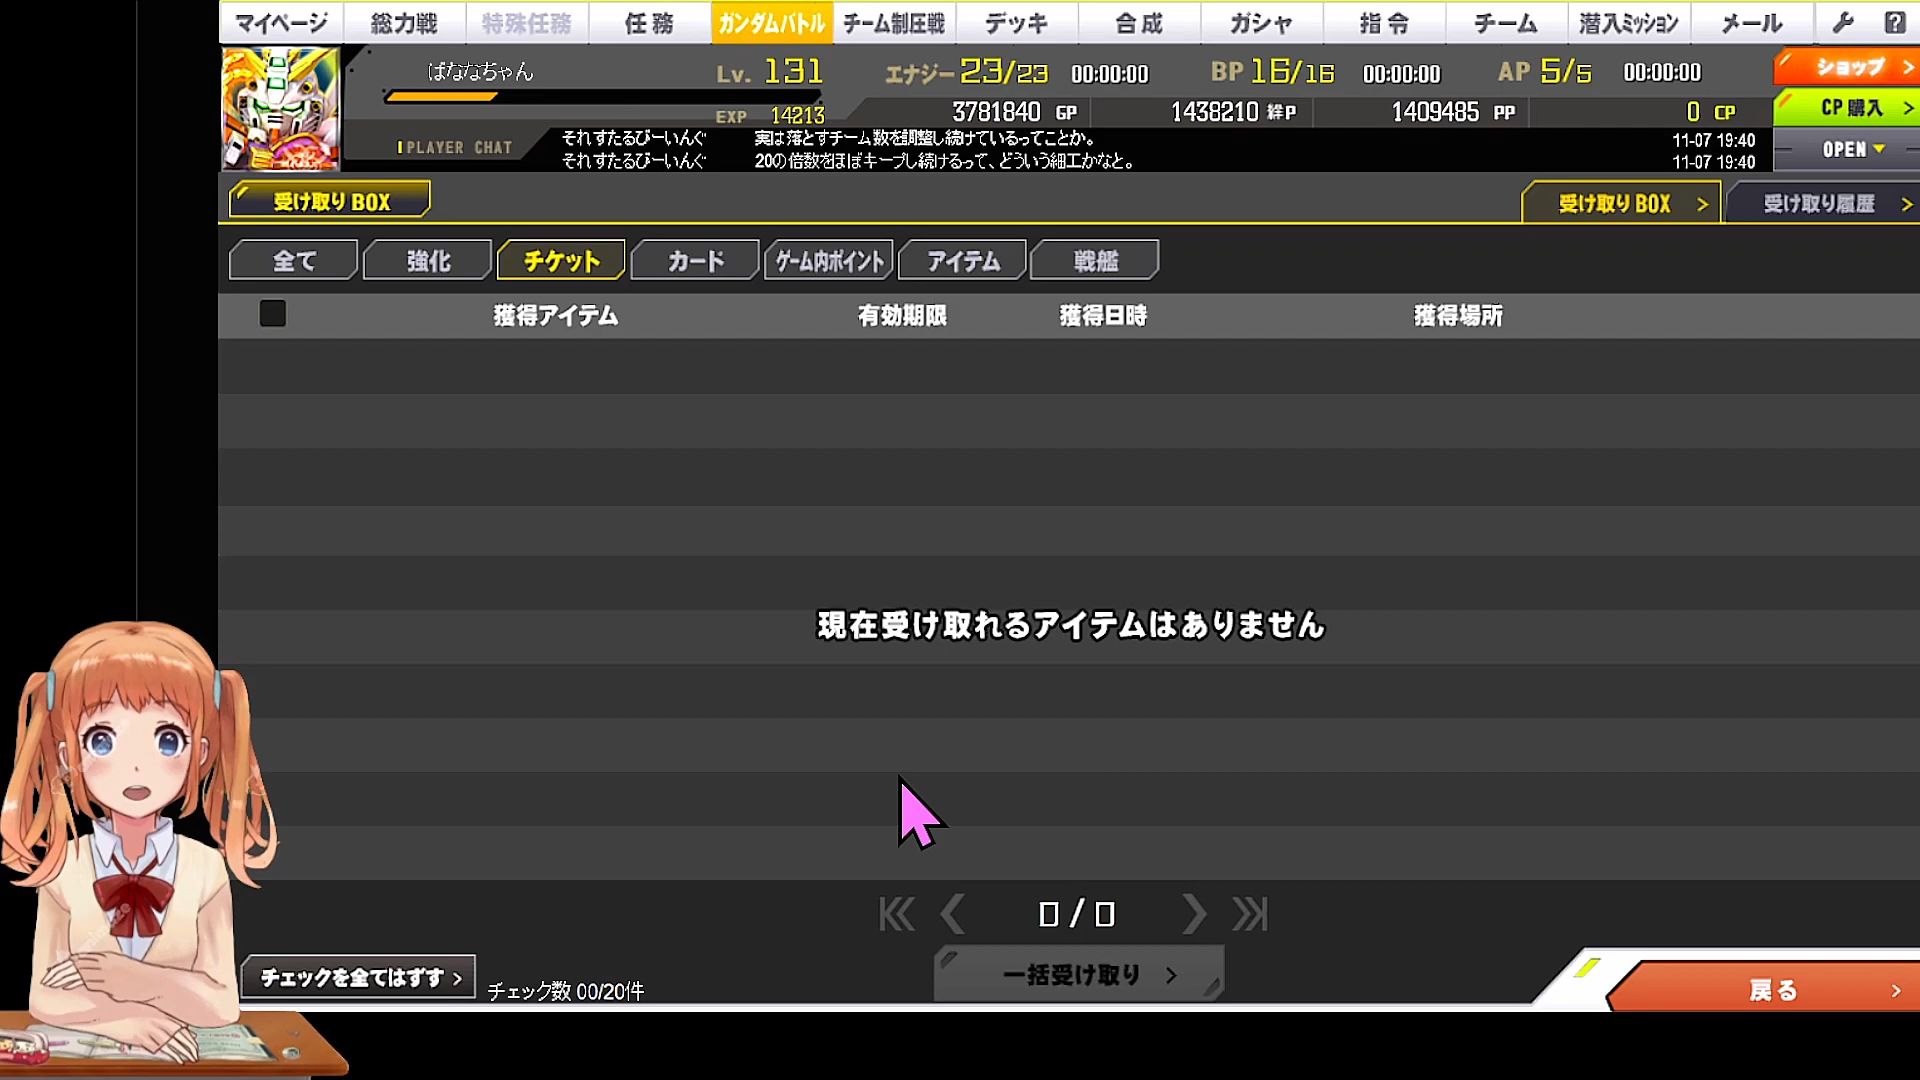 マイページ 総力戦 特殊任務 任務 ガンダムバトル チーム制圧戦 デッキ 合成 ガシャ 指令 チーム 潜入ミッション メール ?
ばななちゃん Lv. 131 エナジー 23/23 00:00:00 BP 16/16 00:00:00 AP 5/5 00:00:00 ショップ >
EXP 14213 3781840 GP 1438210 絆P 1409485 PP 0 CP CP購入 >
PLAYER CHAT それすたるびーいんぐ 実は落とすチーム数を調整し続けているってことか。 11-07 19:40
それすたるびーいんぐ 20の倍数をほぼキープし続けるって、どういう細工かなと。 11-07 19:40
OPEN ▼
受け取りBOX 受け取りBOX > 受け取り履歴 >
全て 強化 チケット カード ゲーム内ポイント アイテム 戦艦
獲得アイテム 有効期限 獲得日時 獲得場所
現在受け取れるアイテムはありません
0 / 0
チェックを全てはずす > チェック数 00/20件 一括受け取り > 戻る >